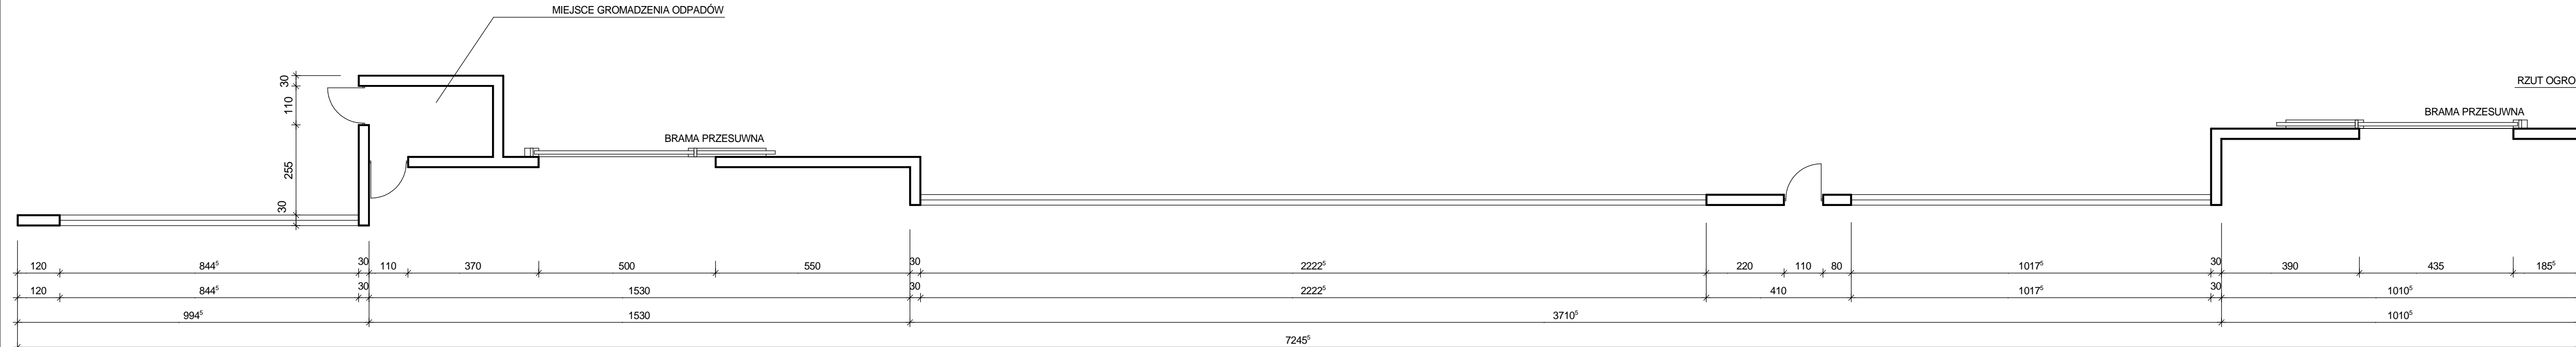 MIEJSCE GROMADZENIA ODPADÓW
RZUT OGRO
BRAMA PRZESUWNA
BRAMA PRZESUWNA
30
110
255
30
120 844⁵ 30 110 370 500 550 30 2222⁵ 220 110 80 1017⁵ 30 390 435 185⁵
120 844⁵ 30 1530 30 2222⁵ 410 1017⁵ 30 1010⁵
994⁵ 1530 3710⁵ 1010⁵
7245⁵